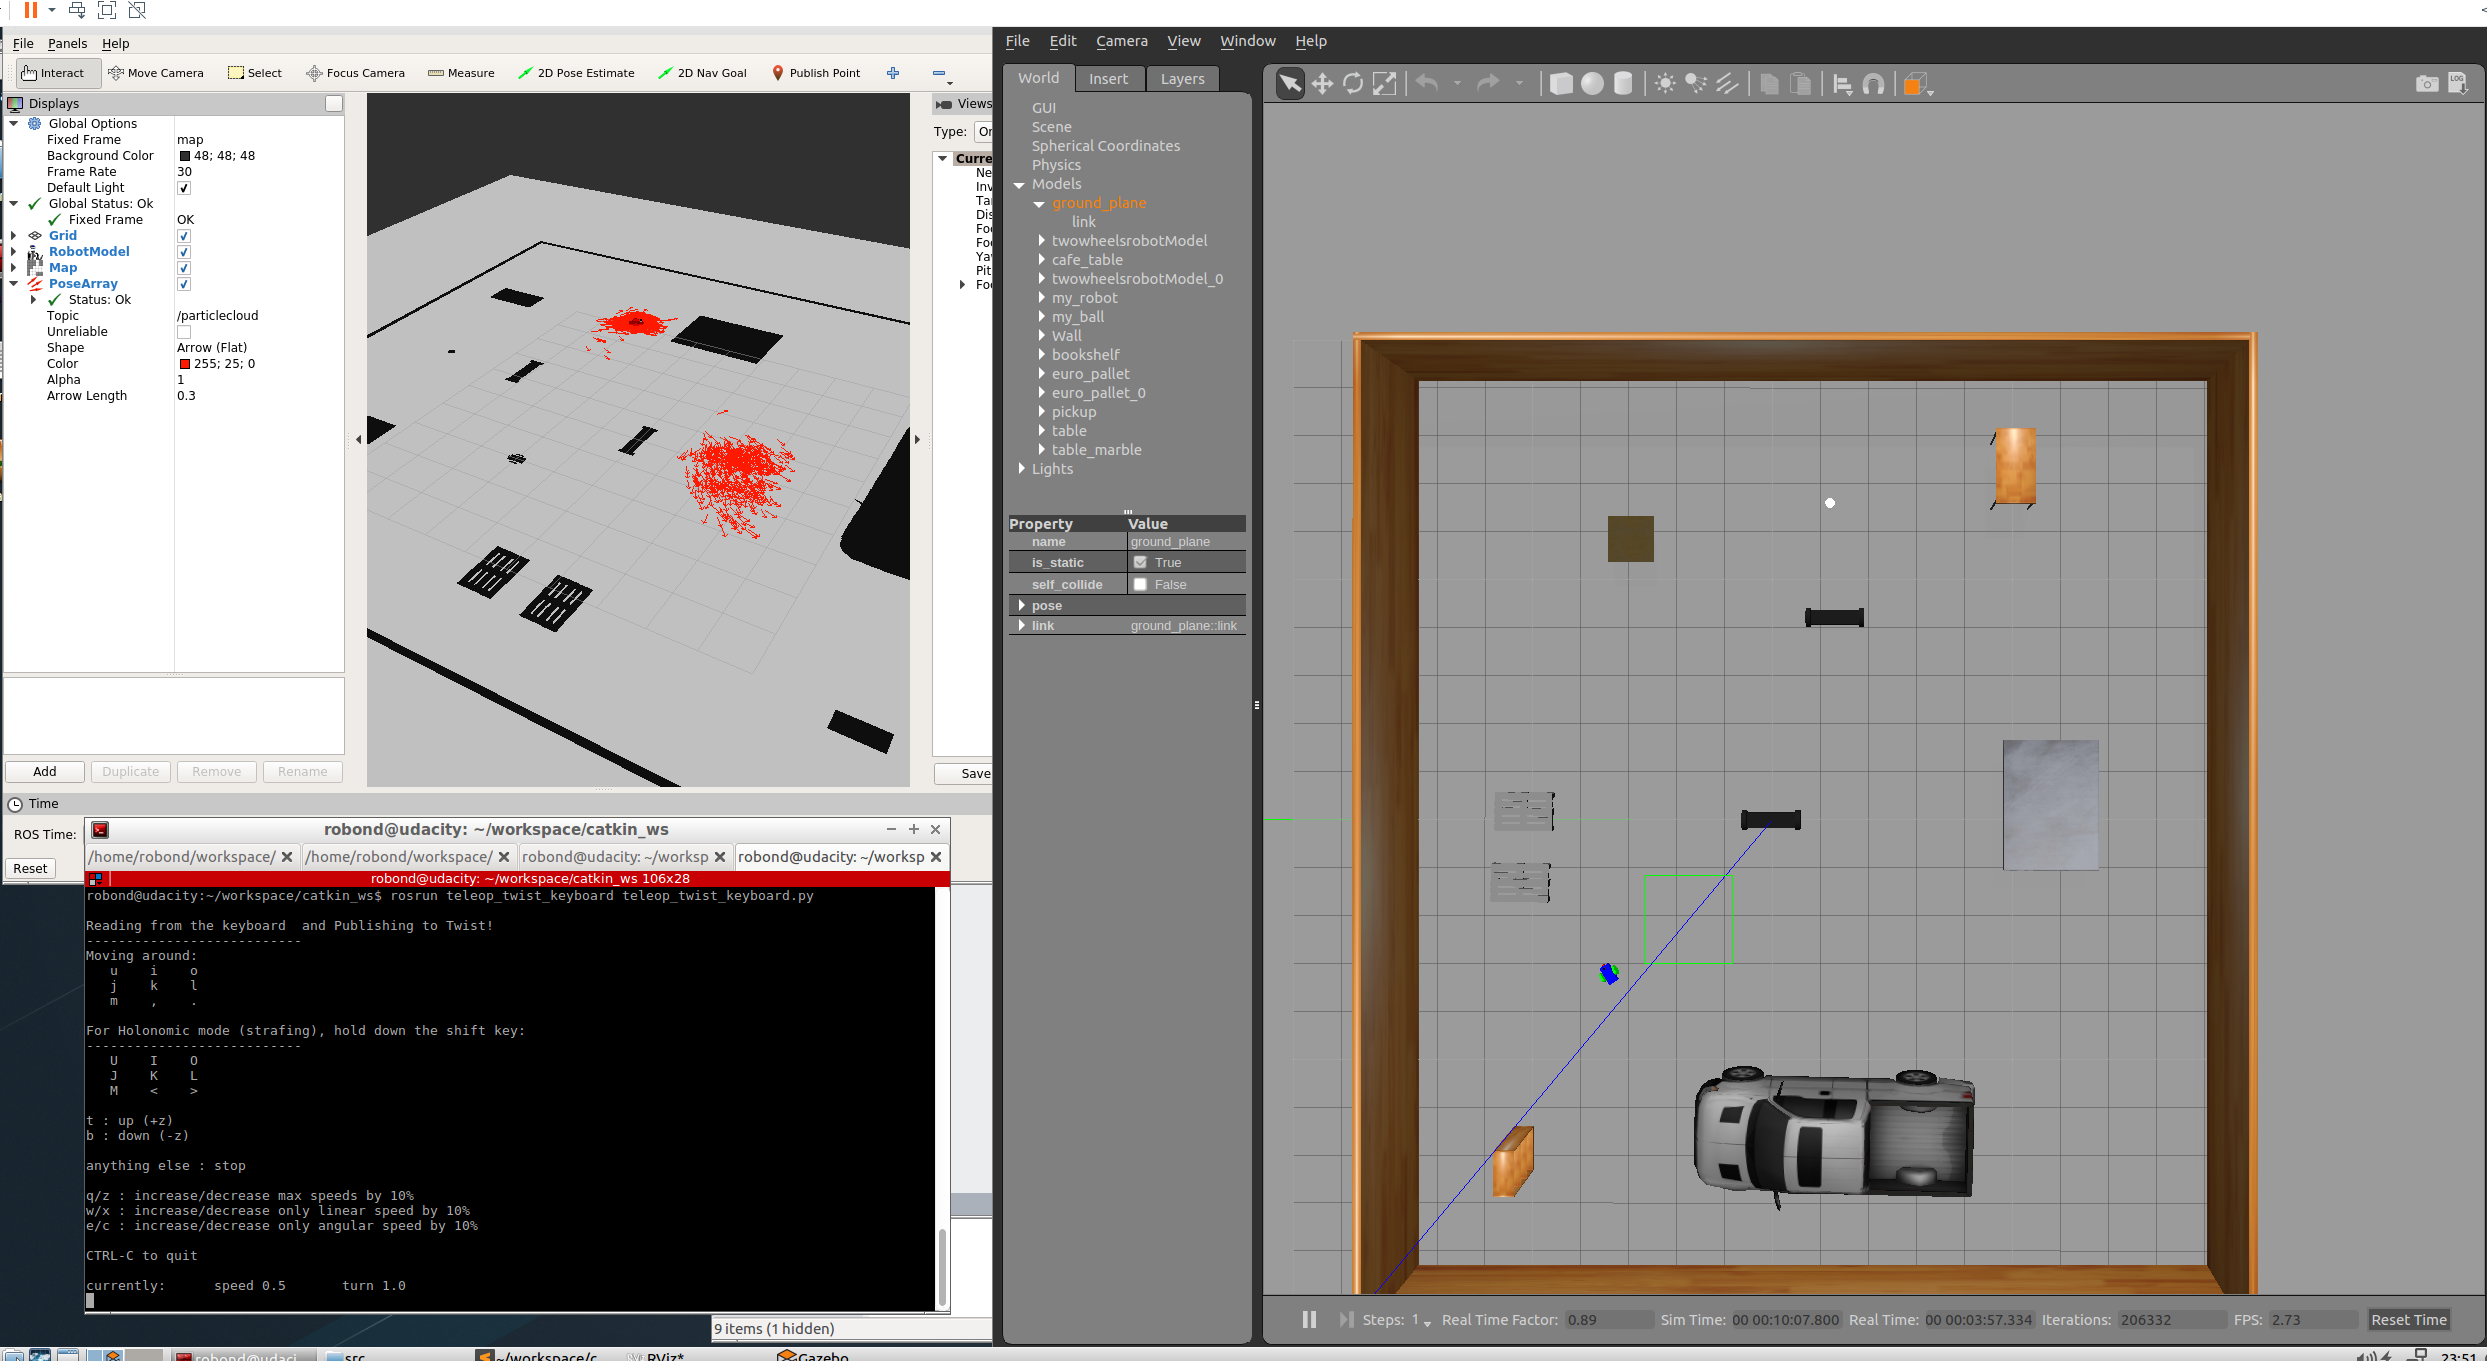 File Panels Help
Interact Move Camera Select Focus Camera Measure 2D Pose Estimate 2D Nav Goal Publish Point
Displays
Global Options
Fixed Frame map
Background Color 48; 48; 48
Frame Rate 30
Default Light
Global Status: Ok
Fixed Frame OK
Grid
RobotModel
Map
PoseArray
Status: Ok
Topic /particlecloud
Unreliable
Shape Arrow (Flat)
Color 255; 25; 0
Alpha 1
Arrow Length 0.3
Add Duplicate Remove Rename
Views
Type: Or
Curre
Ne
Inv
Ta
Dis
Fo
Fo
Ya
Pit
Fo
Save
Time
ROS Time:
Reset
robond@udacity: ~/workspace/catkin_ws
/home/robond/workspace/ /home/robond/workspace/ robond@udacity: ~/worksp robond@udacity: ~/worksp
robond@udacity: ~/workspace/catkin_ws 106x28
robond@udacity:~/workspace/catkin_ws$ rosrun teleop_twist_keyboard teleop_twist_keyboard.py
Reading from the keyboard  and Publishing to Twist!
---------------------------
Moving around:
u i o
j k l
m , .
For Holonomic mode (strafing), hold down the shift key:
---------------------------
U I O
J K L
M < >
t : up (+z)
b : down (-z)
anything else : stop
q/z : increase/decrease max speeds by 10%
w/x : increase/decrease only linear speed by 10%
e/c : increase/decrease only angular speed by 10%
CTRL-C to quit
currently: speed 0.5 turn 1.0
9 items (1 hidden)
robond@udaci src ~/workspace/c RViz* Gazebo
File Edit Camera View Window Help
World Insert Layers
GUI
Scene
Spherical Coordinates
Physics
Models
ground_plane
link
twowheelsrobotModel
cafe_table
twowheelsrobotModel_0
my_robot
my_ball
Wall
bookshelf
euro_pallet
euro_pallet_0
pickup
table
table_marble
Lights
Property Value
name ground_plane
is_static True
self_collide False
pose
link ground_plane::link
LOG
Steps: 1 Real Time Factor: 0.89 Sim Time: 00 00:10:07.800 Real Time: 00 00:03:57.334 Iterations: 206332 FPS: 2.73 Reset Time
23:51